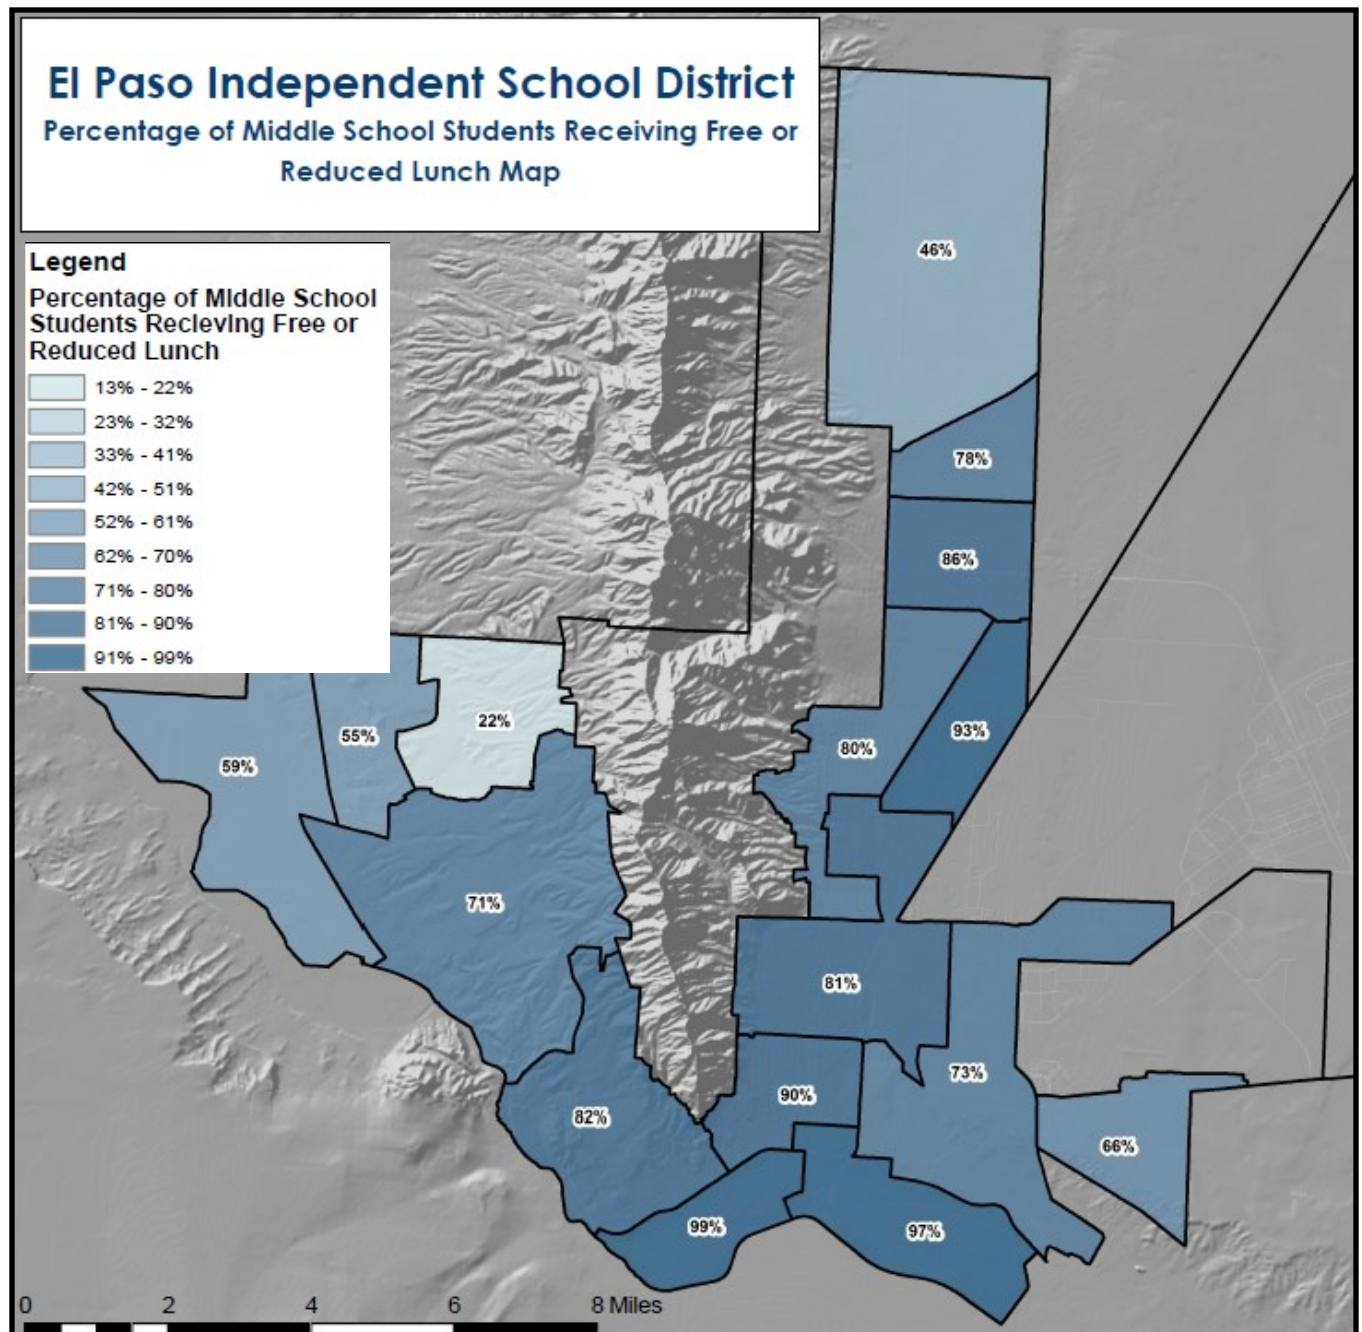 El Paso Independent School District
Percentage of Middle School Students Receiving Free or
Reduced Lunch Map
Legend
Percentage of Middle School
Students Recieving Free or
Reduced Lunch
13% - 22%
23% - 32%
33% - 41%
42% - 51%
52% - 61%
62% - 70%
71% - 80%
81% - 90%
91% - 99%
46%
78%
86%
22%
55%
93%
80%
59%
71%
81%
73%
90%
82%
66%
99%
97%
0 2 4 6 8 Miles